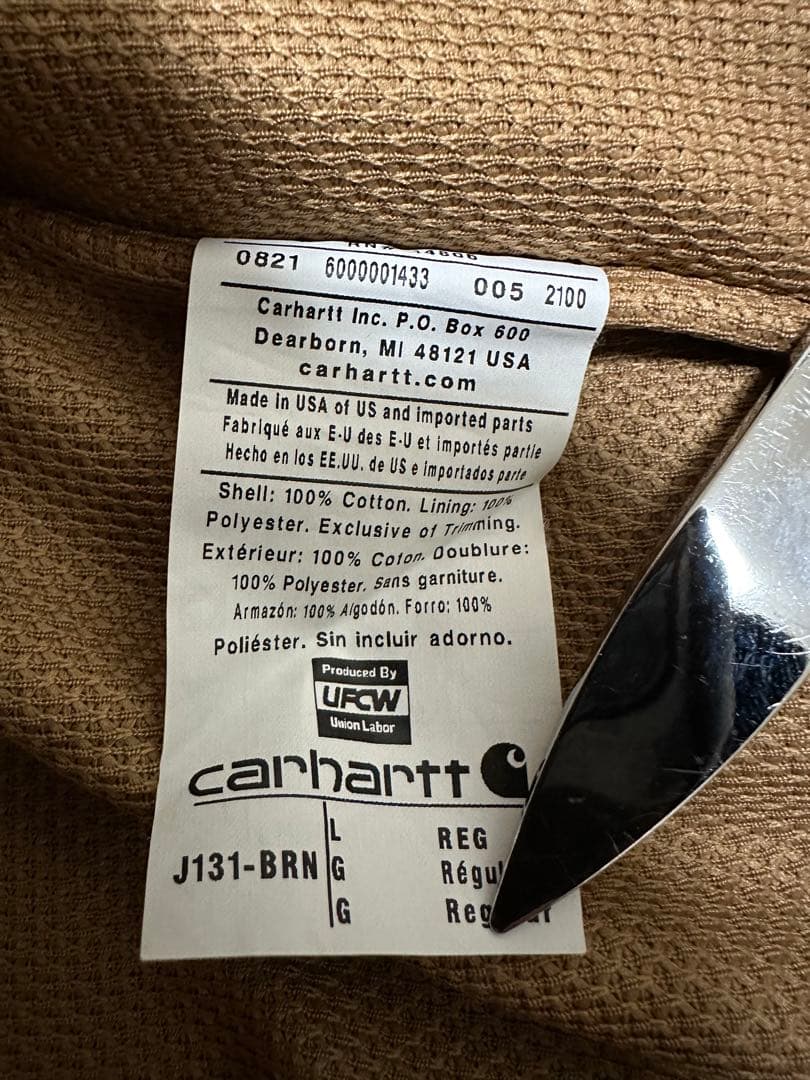 0821 6000001433 005 2100
Carhartt Inc. P.O. Box 600
Dearborn, MI 48121 USA
carhartt.com
Made in USA of US and imported parts
Fabriqué aux E-U des E-U et importés partie
Hecho en los EE.UU. de US e importados parte
Shell: 100% Cotton. Lining: 100%
Polyester. Exclusive of Trimming.
Extérieur: 100% Coton. Doublure:
100% Polyester. Sans garniture.
Armazón: 100% Algodón. Forro: 100%
Poliéster. Sin incluir adorno.
Produced By
UFCW
Union Labor
carhartt
L REG
J131-BRN G
G